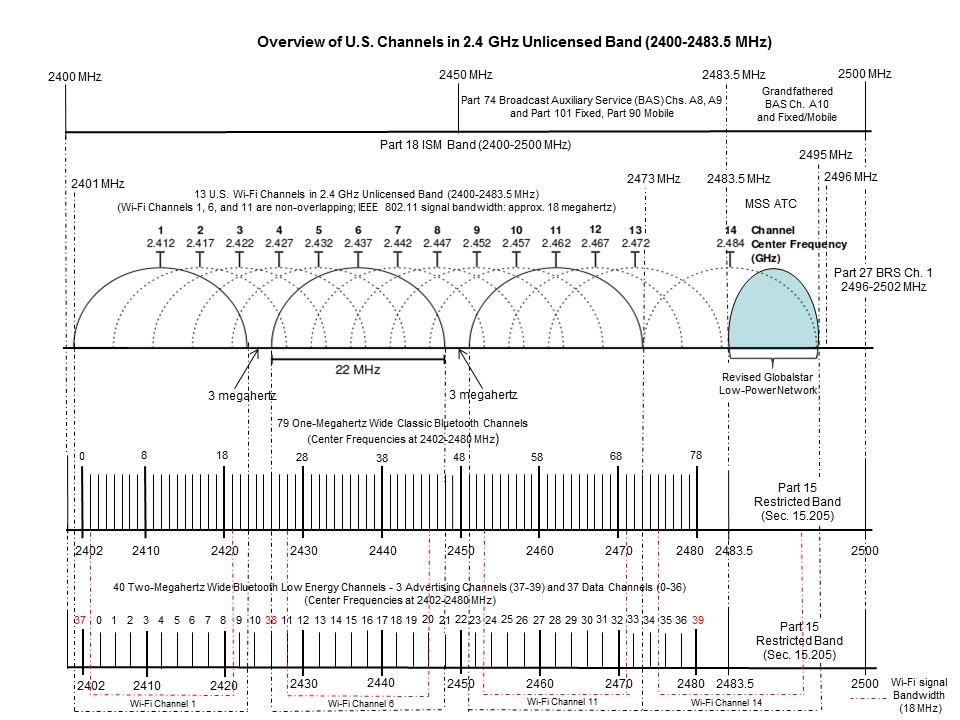 Overview of U.S. Channels in 2.4 GHz Unlicensed Band (2400-2483.5 MHz)
2400 MHz 2450 MHz 2483.5 MHz 2500 MHz
Part 74 Broadcast Auxiliary Service (BAS) Chs. A8, A9
and Part 101 Fixed, Part 90 Mobile
Grandfathered
BAS Ch. A10
and Fixed/Mobile
Part 18 ISM Band (2400-2500 MHz)
2495 MHz
2401 MHz 2473 MHz 2483.5 MHz 2496 MHz
13 U.S. Wi-Fi Channels in 2.4 GHz Unlicensed Band (2400-2483.5 MHz)
(Wi-Fi Channels 1, 6, and 11 are non-overlapping; IEEE 802.11 signal bandwidth: approx. 18 megahertz)
MSS ATC
1 2 3 4 5 6 7 8 9 10 11 12 13 14 Channel
2.412 2.417 2.422 2.427 2.432 2.437 2.442 2.447 2.452 2.457 2.462 2.467 2.472 2.484 Center Frequency
(GHz)
Part 27 BRS Ch. 1
2496-2502 MHz
22 MHz
3 megahertz 3 megahertz
Revised Globalstar
Low-Power Network
79 One-Megahertz Wide Classic Bluetooth Channels
(Center Frequencies at 2402-2480 MHz)
0 8 18 28 38 48 58 68 78
Part 15
Restricted Band
(Sec. 15.205)
2402 2410 2420 2430 2440 2450 2460 2470 2480 2483.5 2500
40 Two-Megahertz Wide Bluetooth Low Energy Channels - 3 Advertising Channels (37-39) and 37 Data Channels (0-36)
(Center Frequencies at 2402-2480 MHz)
37 0 1 2 3 4 5 6 7 8 9 10 38 11 12 13 14 15 16 17 18 19 20 21 22 23 24 25 26 27 28 29 30 31 32 33 34 35 36 39
Part 15
Restricted Band
(Sec. 15.205)
2402 2410 2420 2430 2440 2450 2460 2470 2480 2483.5 2500
Wi-Fi Channel 1 Wi-Fi Channel 6 Wi-Fi Channel 11 Wi-Fi Channel 14
Wi-Fi signal
Bandwidth
(18 MHz)